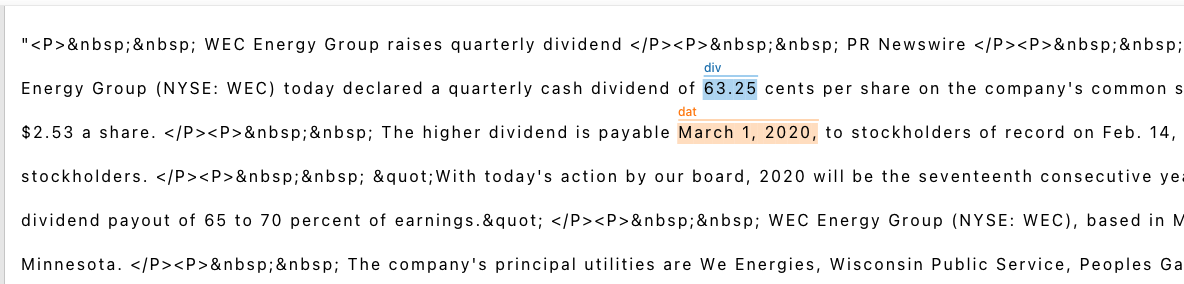 "<P>&nbsp;&nbsp; WEC Energy Group raises quarterly dividend </P><P>&nbsp;&nbsp; PR Newswire </P><P>&nbsp;&nbsp;
div
Energy Group (NYSE: WEC) today declared a quarterly cash dividend of 63.25 cents per share on the company's common s
dat
$2.53 a share. </P><P>&nbsp;&nbsp; The higher dividend is payable March 1, 2020, to stockholders of record on Feb. 14,
stockholders. </P><P>&nbsp;&nbsp; &quot;With today's action by our board, 2020 will be the seventeenth consecutive yea
dividend payout of 65 to 70 percent of earnings.&quot; </P><P>&nbsp;&nbsp; WEC Energy Group (NYSE: WEC), based in M
Minnesota. </P><P>&nbsp;&nbsp; The company's principal utilities are We Energies, Wisconsin Public Service, Peoples Ga